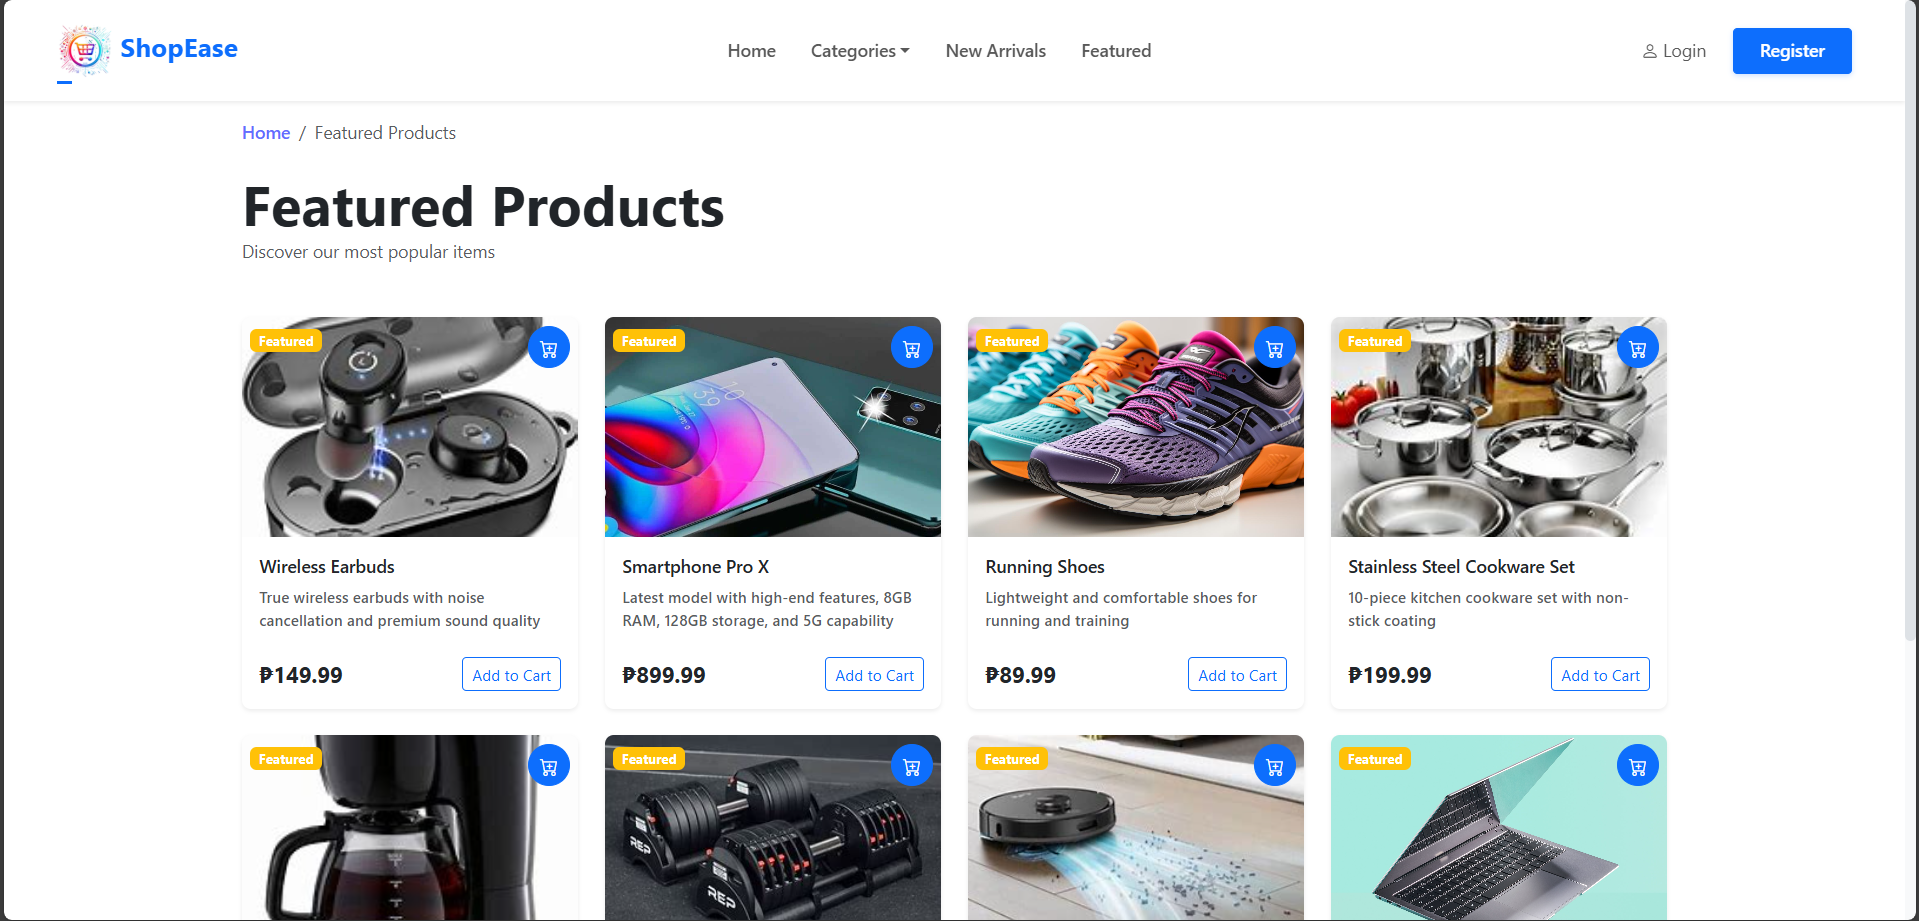 ShopEase
Home
Categories
New Arrivals
Featured
Login
Register
Home / Featured Products
Featured Products
Discover our most popular items
Featured
Featured
Featured
Featured
Wireless Earbuds
True wireless earbuds with noise
cancellation and premium sound quality
₱149.99
Add to Cart
Smartphone Pro X
Latest model with high-end features, 8GB
RAM, 128GB storage, and 5G capability
₱899.99
Add to Cart
Running Shoes
Lightweight and comfortable shoes for
running and training
₱89.99
Add to Cart
Stainless Steel Cookware Set
10-piece kitchen cookware set with non-
stick coating
₱199.99
Add to Cart
Featured
Featured
REP
REP
Featured
Featured